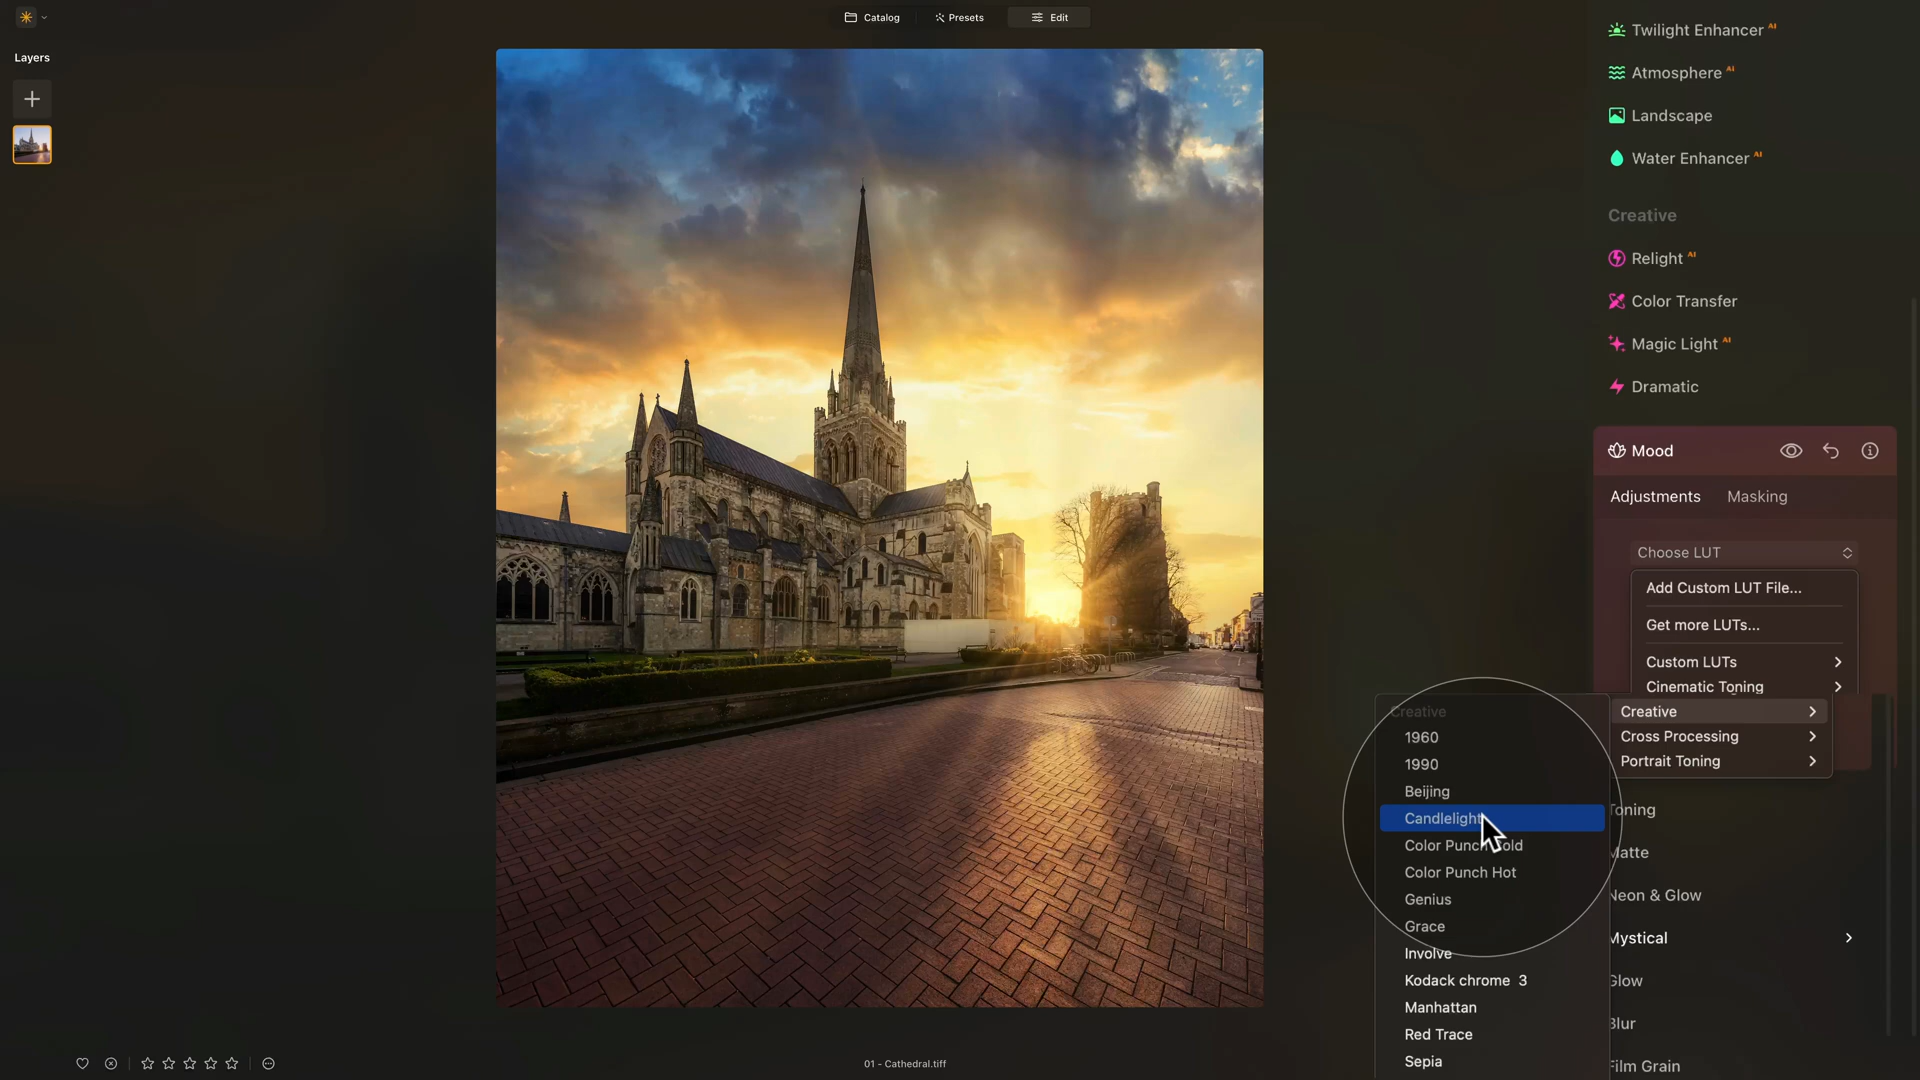 Catalog
Presets
Edit
Layers
Twilight Enhancer AI
Atmosphere AI
Landscape
Water Enhancer AI
Creative
Relight AI
Color Transfer
Magic Light AI
Dramatic
Mood
Adjustments
Masking
Choose LUT
Add Custom LUT File...
Get more LUTs...
Custom LUTs
Cinematic Toning
Creative
Cross Processing
Portrait Toning
Creative
1960
1990
Beijing
Candlelight
Color Punch
Color Punch Hot
Genius
Grace
Involve
Kodack chrome 3
Manhattan
Red Trace
Sepia
Toning
Matte
Neon & Glow
Mystical
Glow
Blur
Film Grain
01 - Cathedral.tiff